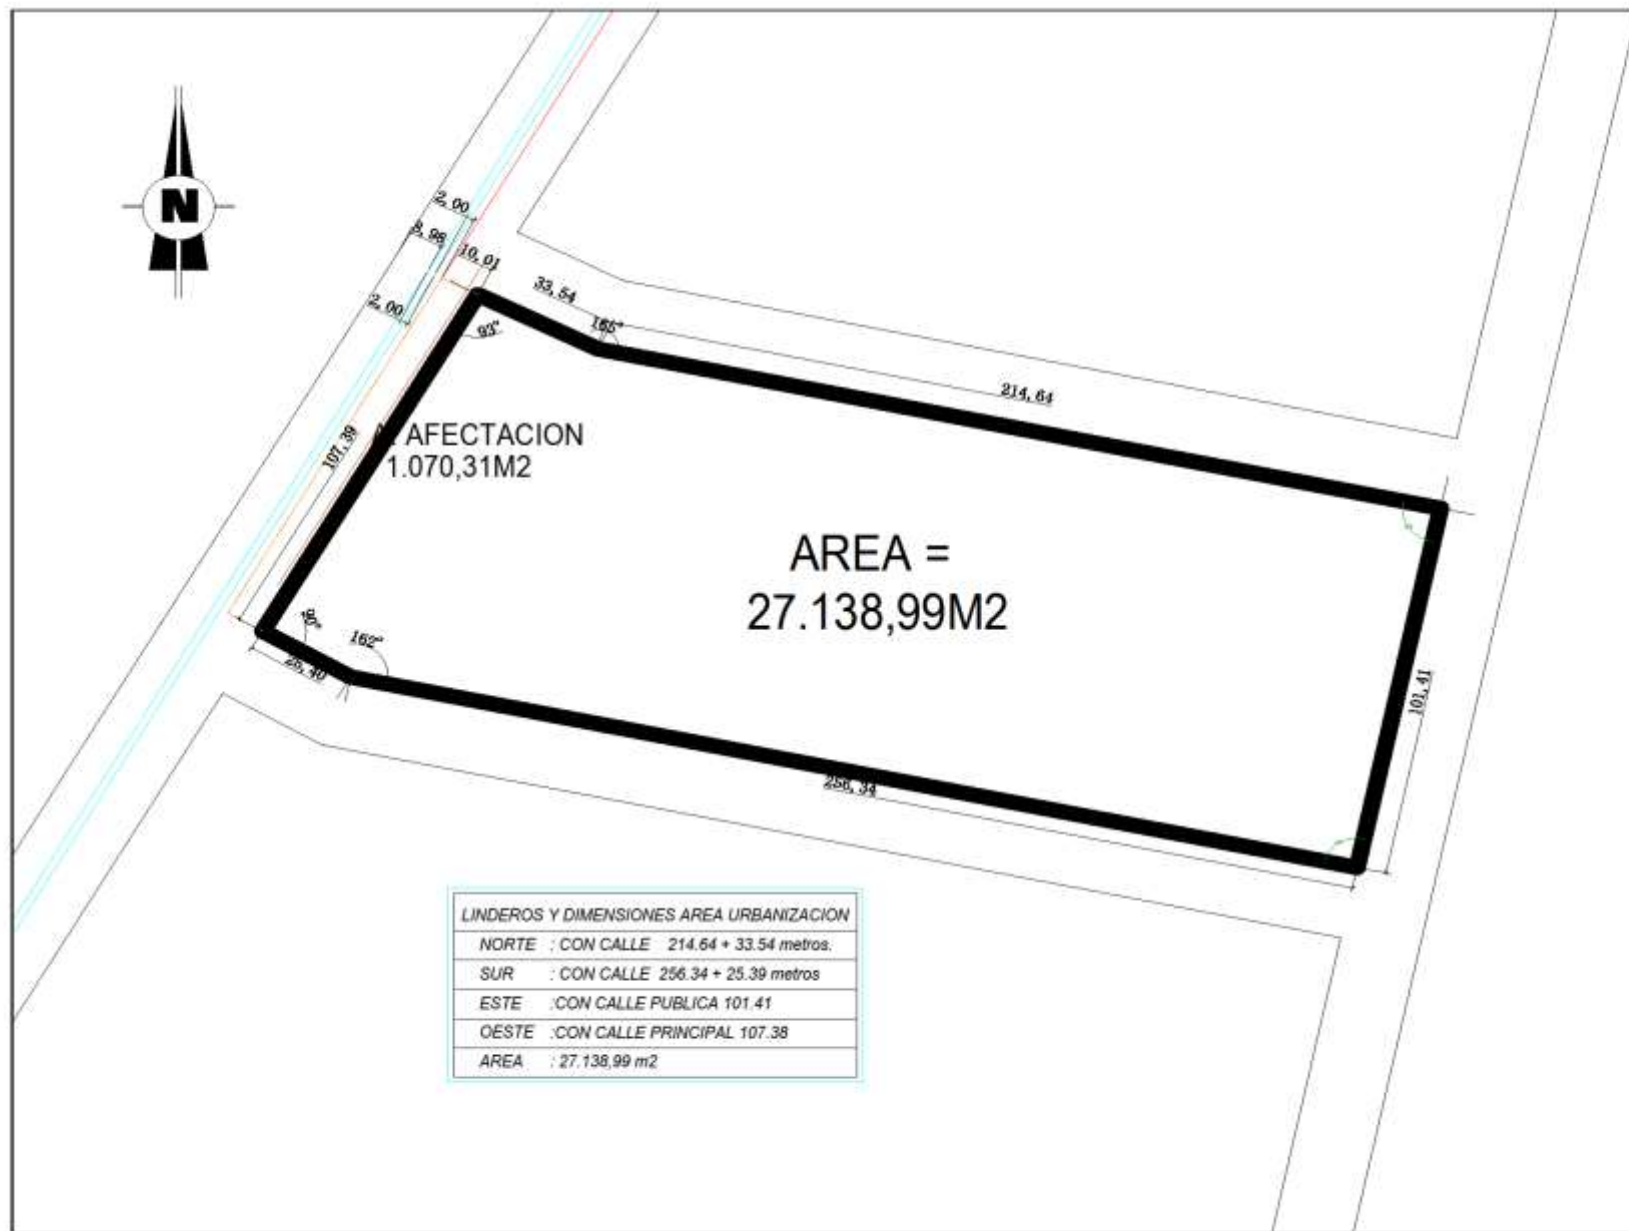 N
2,00
8,98
2,00
10,01
33,54
165°
93°
214,64
107,39
AFECTACION
1.070,31M2
AREA =
27.138,99M2
90°
162°
101,41
256,34
LINDEROS Y DIMENSIONES AREA URBANIZACION
NORTE : CON CALLE 214.64 + 33.54 metros.
SUR : CON CALLE 256.34 + 25.39 metros
ESTE :CON CALLE PUBLICA 101.41
OESTE :CON CALLE PRINCIPAL 107.38
AREA : 27.138,99 m2